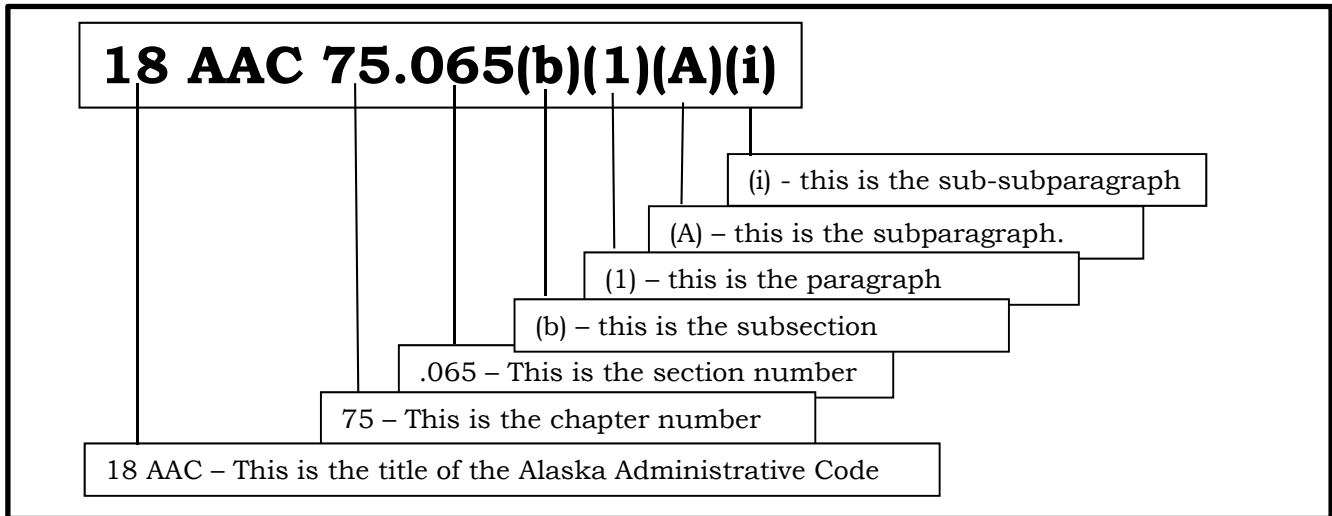 18 AAC 75.065(b)(1)(A)(i)
(i) - this is the sub-subparagraph
(A) – this is the subparagraph.
(1) – this is the paragraph
(b) – this is the subsection
.065 – This is the section number
75 – This is the chapter number
18 AAC – This is the title of the Alaska Administrative Code